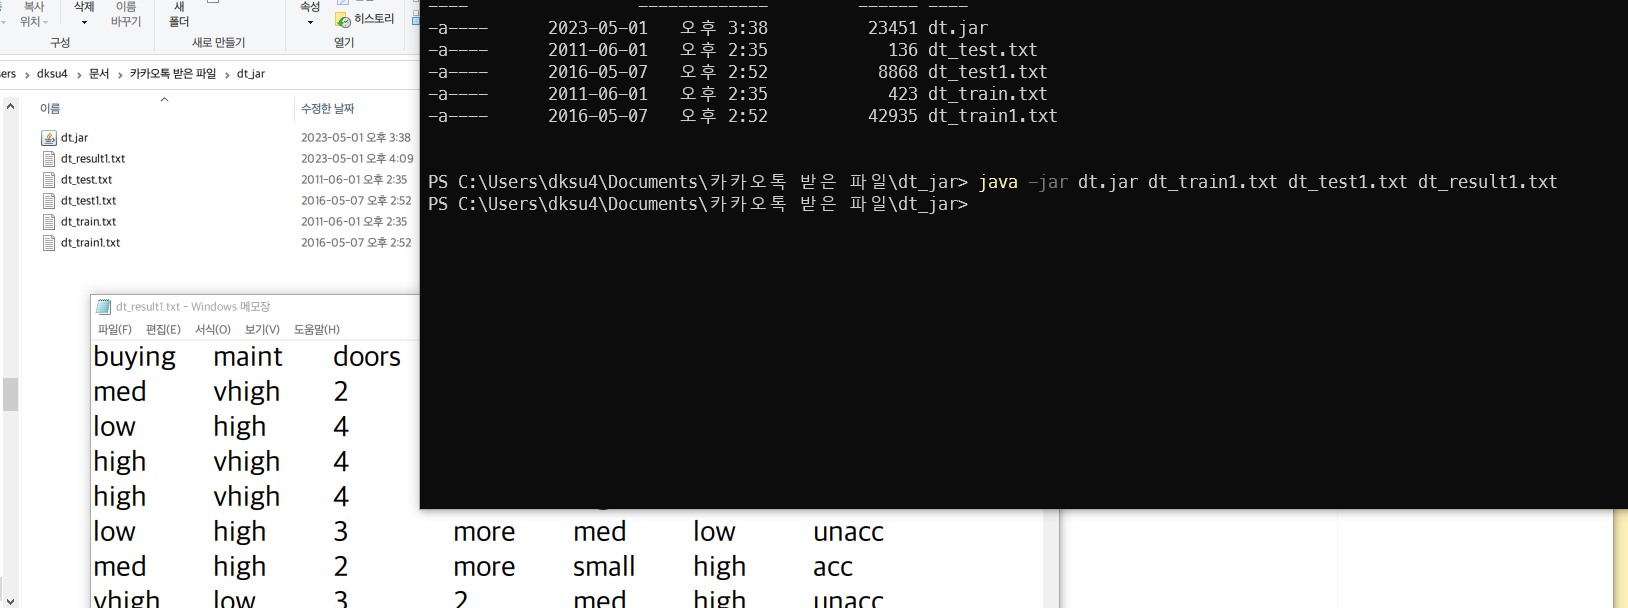 복사 삭제 이름 새 속성
위치 바꾸기 폴더 히스토리
구성 새로 만들기 열기
ers > dksu4 > 문서 > 카카오톡 받은 파일 > dt_jar
이름 수정한 날짜
dt.jar 2023-05-01 오후 3:38
dt_result1.txt 2023-05-01 오후 4:09
dt_test.txt 2011-06-01 오후 2:35
dt_test1.txt 2016-05-07 오후 2:52
dt_train.txt 2011-06-01 오후 2:35
dt_train1.txt 2016-05-07 오후 2:52
---- ------------- ------ ----
-a---- 2023-05-01 오후 3:38 23451 dt.jar
-a---- 2011-06-01 오후 2:35 136 dt_test.txt
-a---- 2016-05-07 오후 2:52 8868 dt_test1.txt
-a---- 2011-06-01 오후 2:35 423 dt_train.txt
-a---- 2016-05-07 오후 2:52 42935 dt_train1.txt
PS C:\Users\dksu4\Documents\카카오톡 받은 파일\dt_jar> java -jar dt.jar dt_train1.txt dt_test1.txt dt_result1.txt
PS C:\Users\dksu4\Documents\카카오톡 받은 파일\dt_jar>
dt_result1.txt - Windows 메모장
파일(F) 편집(E) 서식(O) 보기(V) 도움말(H)
buying maint doors
med vhigh 2
low high 4
high vhigh 4
high vhigh 4
low high 3 more med low unacc
med high 2 more small high acc
vhigh low 3 2 med high unacc